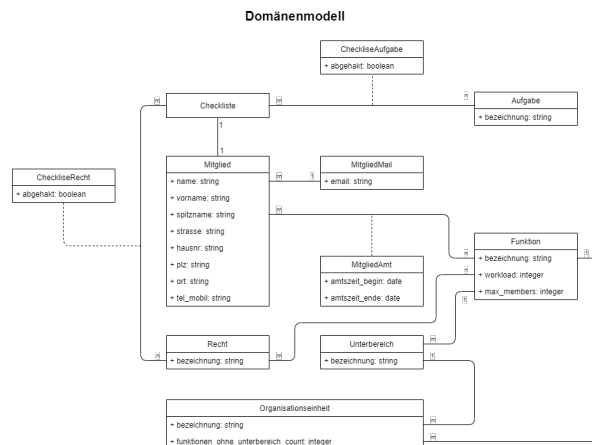 Domänenmodell
CheckliseAufgabe
+ abgehakt: boolean
Checkliste
Aufgabe
+ bezeichnung: string
1
1
CheckliseRecht
+ abgehakt: boolean
Mitglied
+ name: string
+ vorname: string
+ spitzname: string
+ strasse: string
+ hausnr: string
+ plz: string
+ ort: string
+ tel_mobil: string
MitgliedMail
+ email: string
MitgliedAmt
+ amtszeit_begin: date
+ amtszeit_ende: date
Funktion
+ bezeichnung: string
+ workload: integer
+ max_members: integer
Recht
+ bezeichnung: string
Unterbereich
+ bezeichnung: string
Organisationseinheit
+ bezeichnung: string
+ funktionen_ohne_unterbereich_count: integer